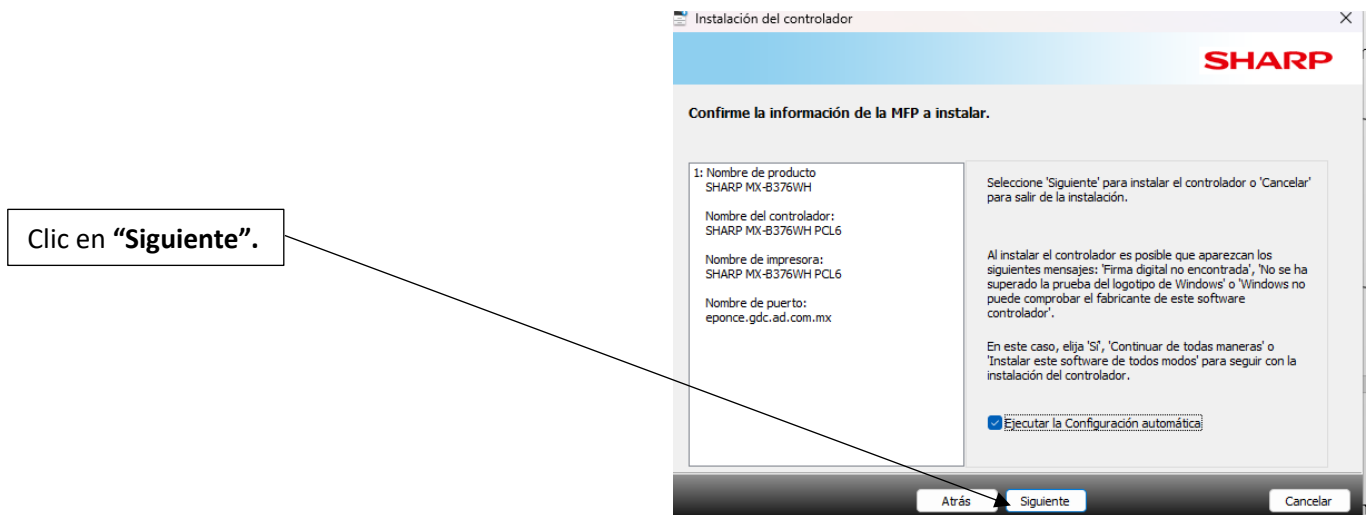 Instalación del controlador
SHARP
Confirme la información de la MFP a instalar.
1: Nombre de producto
SHARP MX-B376WH
Nombre del controlador:
SHARP MX-B376WH PCL6
Nombre de impresora:
SHARP MX-B376WH PCL6
Nombre de puerto:
eponce.gdc.ad.com.mx
Seleccione 'Siguiente' para instalar el controlador o 'Cancelar'
para salir de la instalación.
Al instalar el controlador es posible que aparezcan los
siguientes mensajes: 'Firma digital no encontrada', 'No se ha
superado la prueba del logotipo de Windows' o 'Windows no
puede comprobar el fabricante de este software
controlador'.
En este caso, elija 'Sí', 'Continuar de todas maneras' o
'Instalar este software de todos modos' para seguir con la
instalación del controlador.
Ejecutar la Configuración automática
Clic en “Siguiente”.
Atrás
Siguiente
Cancelar